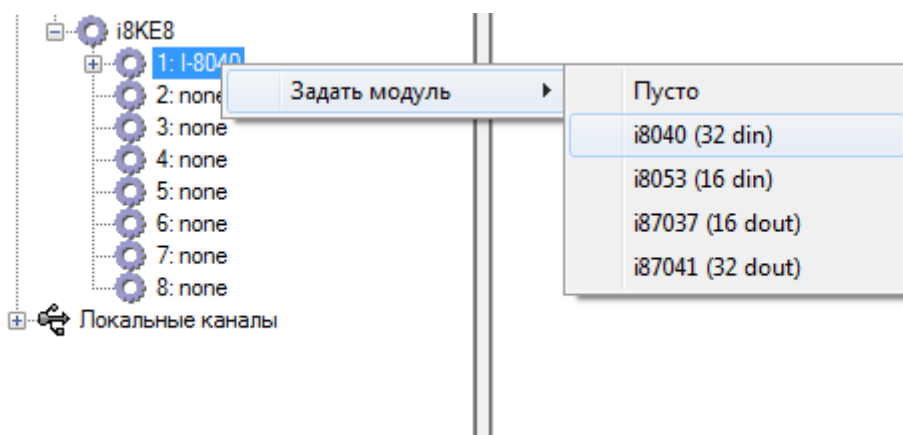 i8KE8
1: I-8040
2: none
3: none
4: none
5: none
6: none
7: none
8: none
Локальные каналы
Задать модуль
Пусто
i8040 (32 din)
i8053 (16 din)
i87037 (16 dout)
i87041 (32 dout)